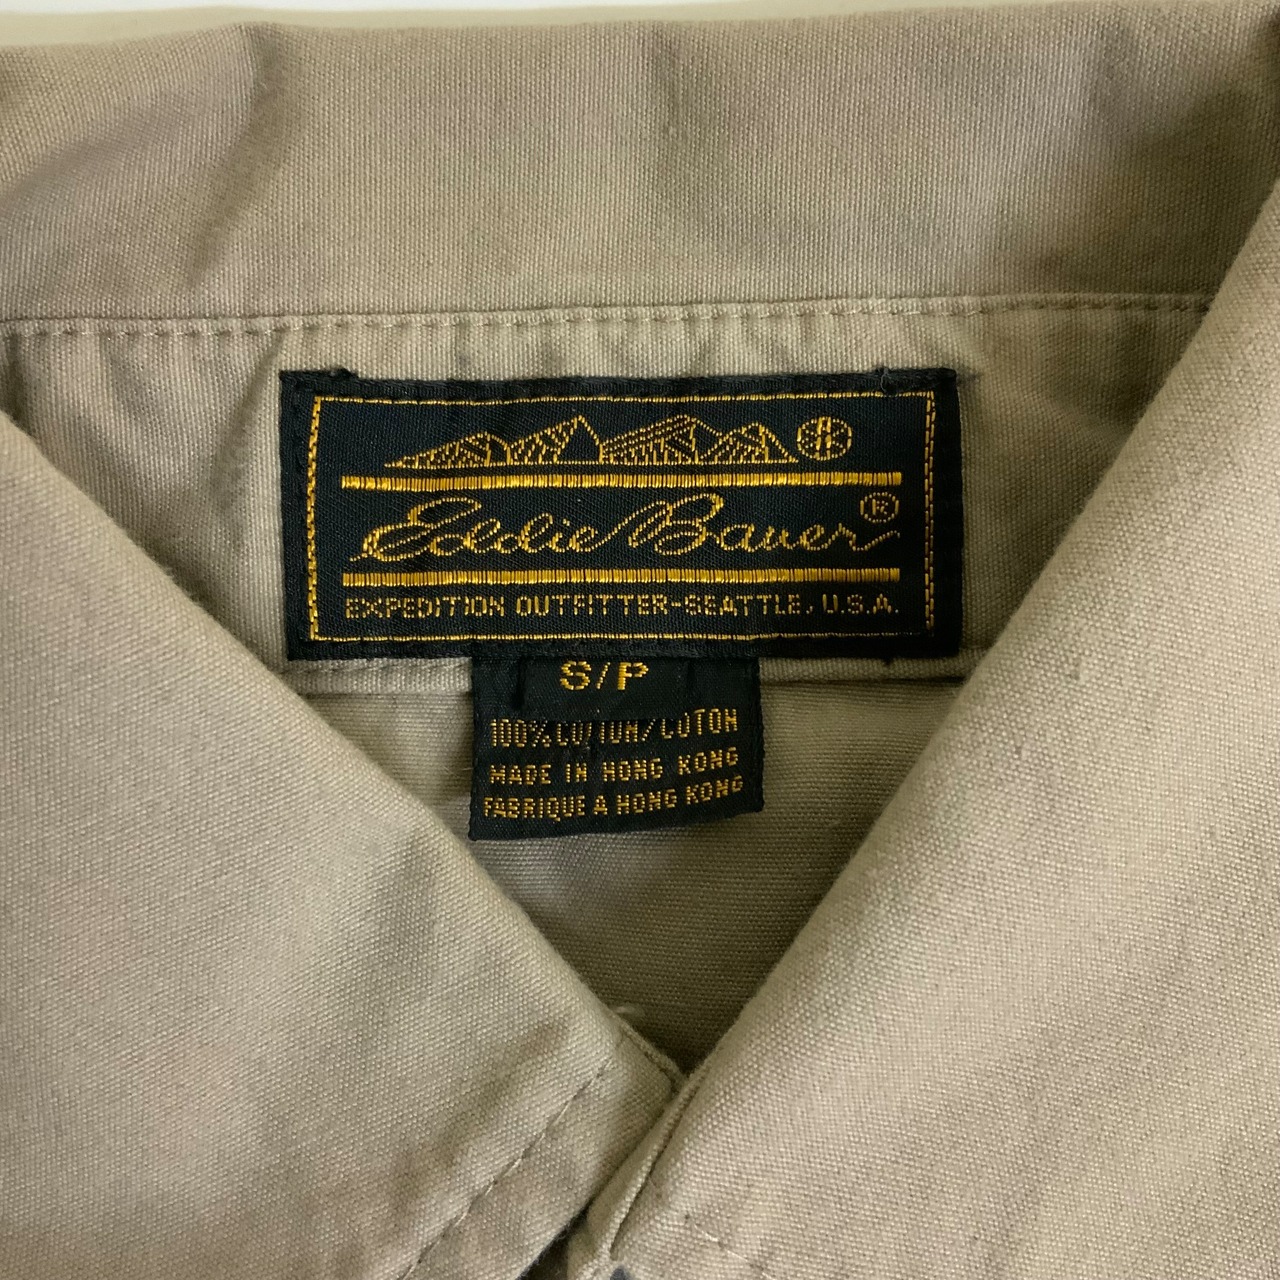 Eddie Bauer ®
EXPEDITION OUTFITTER-SEATTLE, U.S.A.
S/P
100% COTTON/COTON
MADE IN HONG KONG
FABRIQUE A HONG KONG